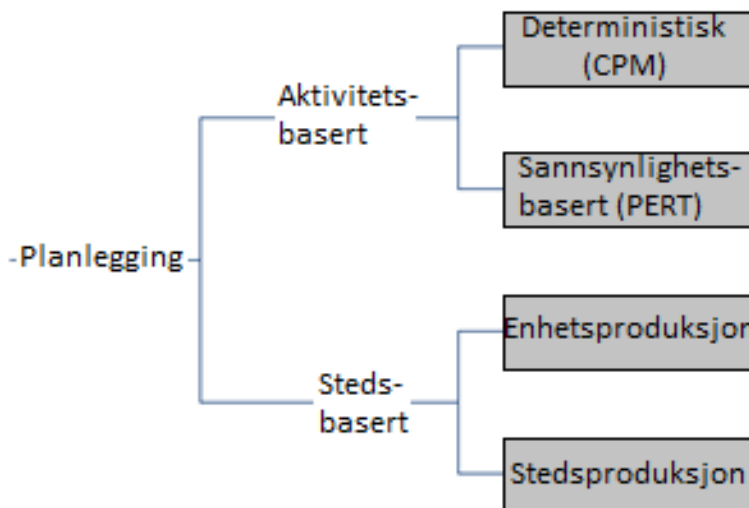 Deterministisk
(CPM)
Aktivitets-
basert
Sannsynlighets-
basert (PERT)
-Planlegging
Enhetsproduksjon
Steds-
basert
Stedsproduksjon